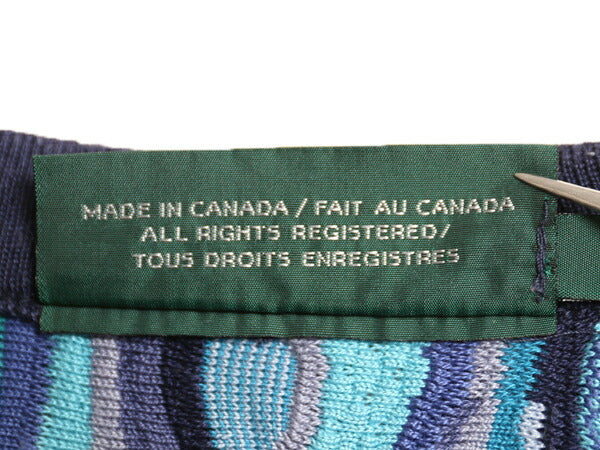 MADE IN CANADA / FAIT AU CANADA
ALL RIGHTS REGISTERED/
TOUS DROITS ENREGISTRES